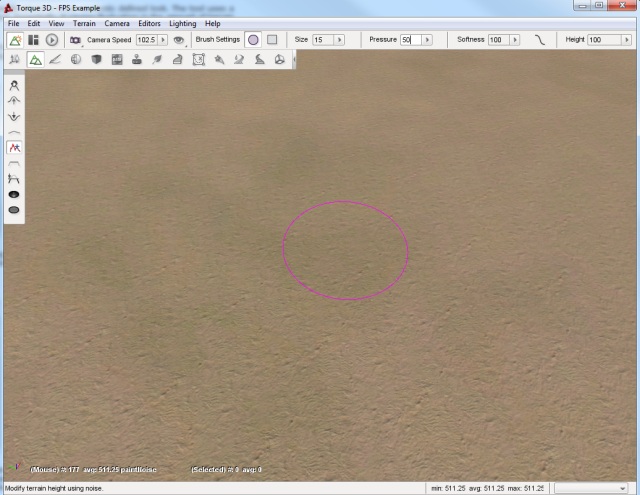 Torque 3D - FPS Example
File Edit View Terrain Camera Editors Lighting Help
Camera Speed 102.5 Brush Settings Size 15 Pressure 50 Softness 100 Height 100
(Mouse) #: 177 avg: 511.25 paintNoise (Selected) #: 0 avg: 0
Modify terrain height using noise. min: 511.25 avg: 511.25 max: 511.25